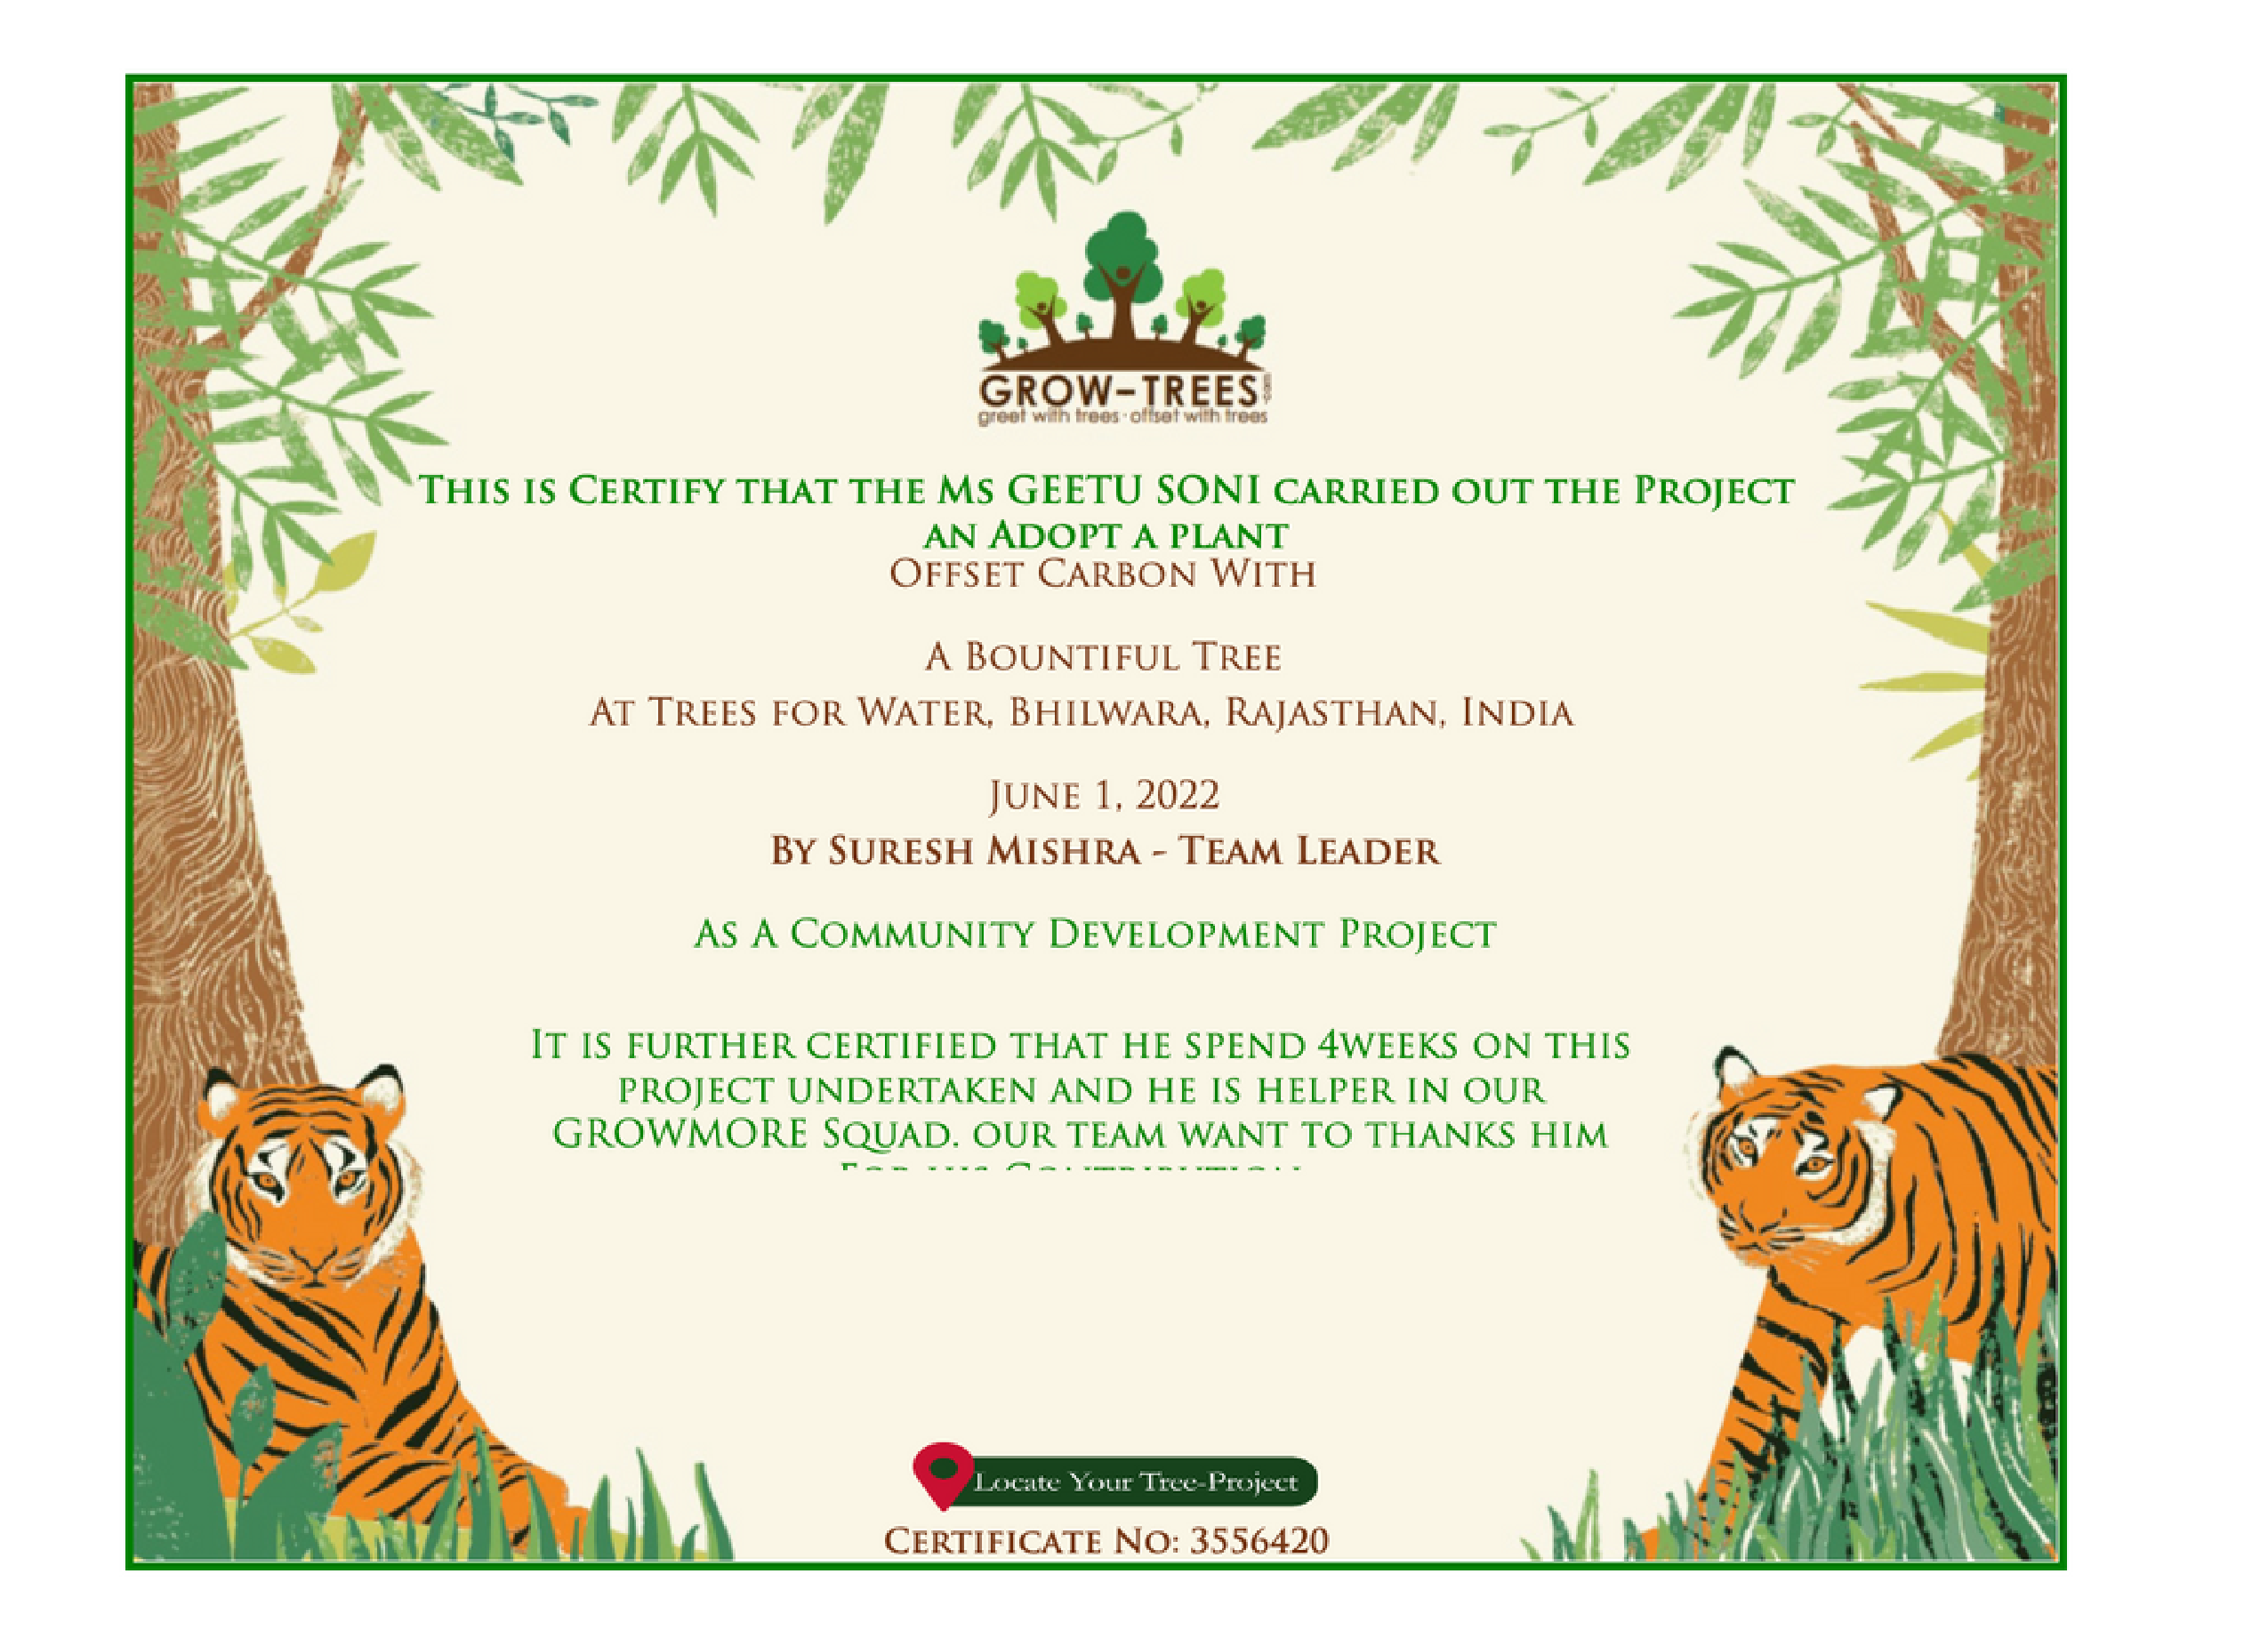 GROW-TREES.com
greet with trees · offset with trees
This is Certify that the Ms GEETU SONI carried out the Project
an Adopt a plant
Offset Carbon With
A Bountiful Tree
At Trees for Water, Bhilwara, Rajasthan, India
June 1, 2022
By Suresh Mishra - Team Leader
As A Community Development Project
It is further certified that he spend 4weeks on this
project undertaken and he is helper in our
GROWMORE Squad. our team want to thanks him
For his Contribution
Locate Your Tree-Project
Certificate No: 3556420